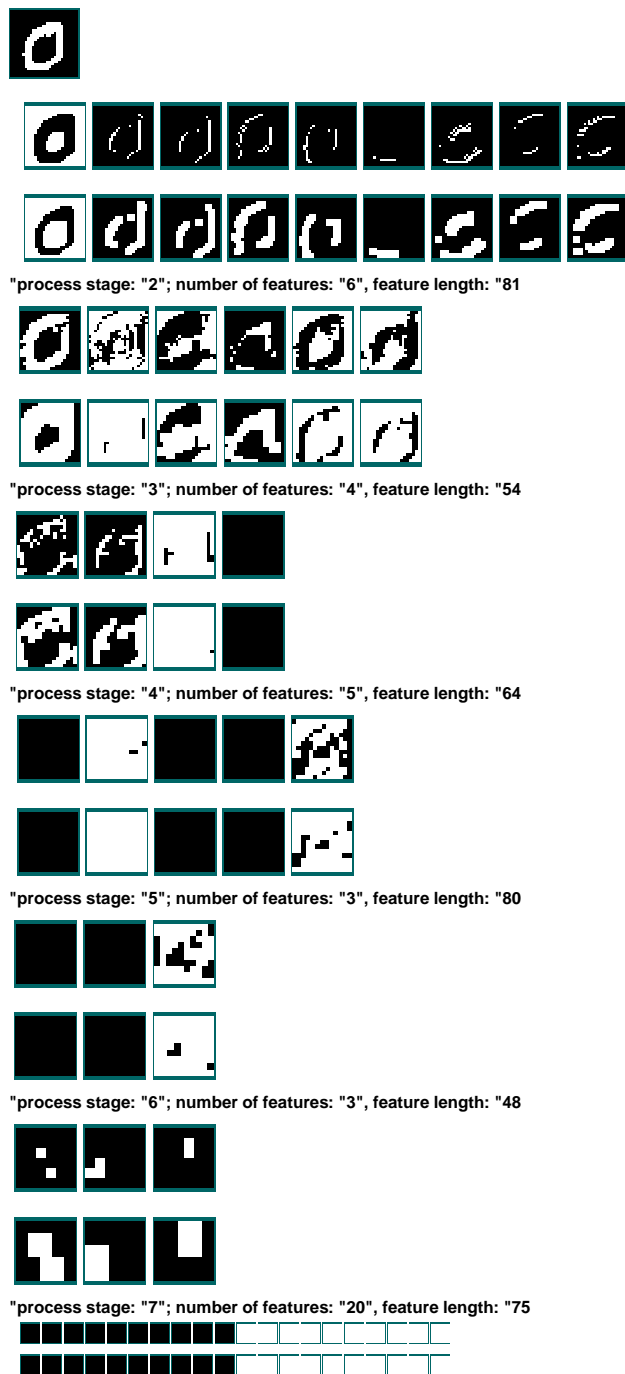 "process stage: "2"; number of features: "6", feature length: "81
"process stage: "3"; number of features: "4", feature length: "54
"process stage: "4"; number of features: "5", feature length: "64
"process stage: "5"; number of features: "3", feature length: "80
"process stage: "6"; number of features: "3", feature length: "48
"process stage: "7"; number of features: "20", feature length: "75